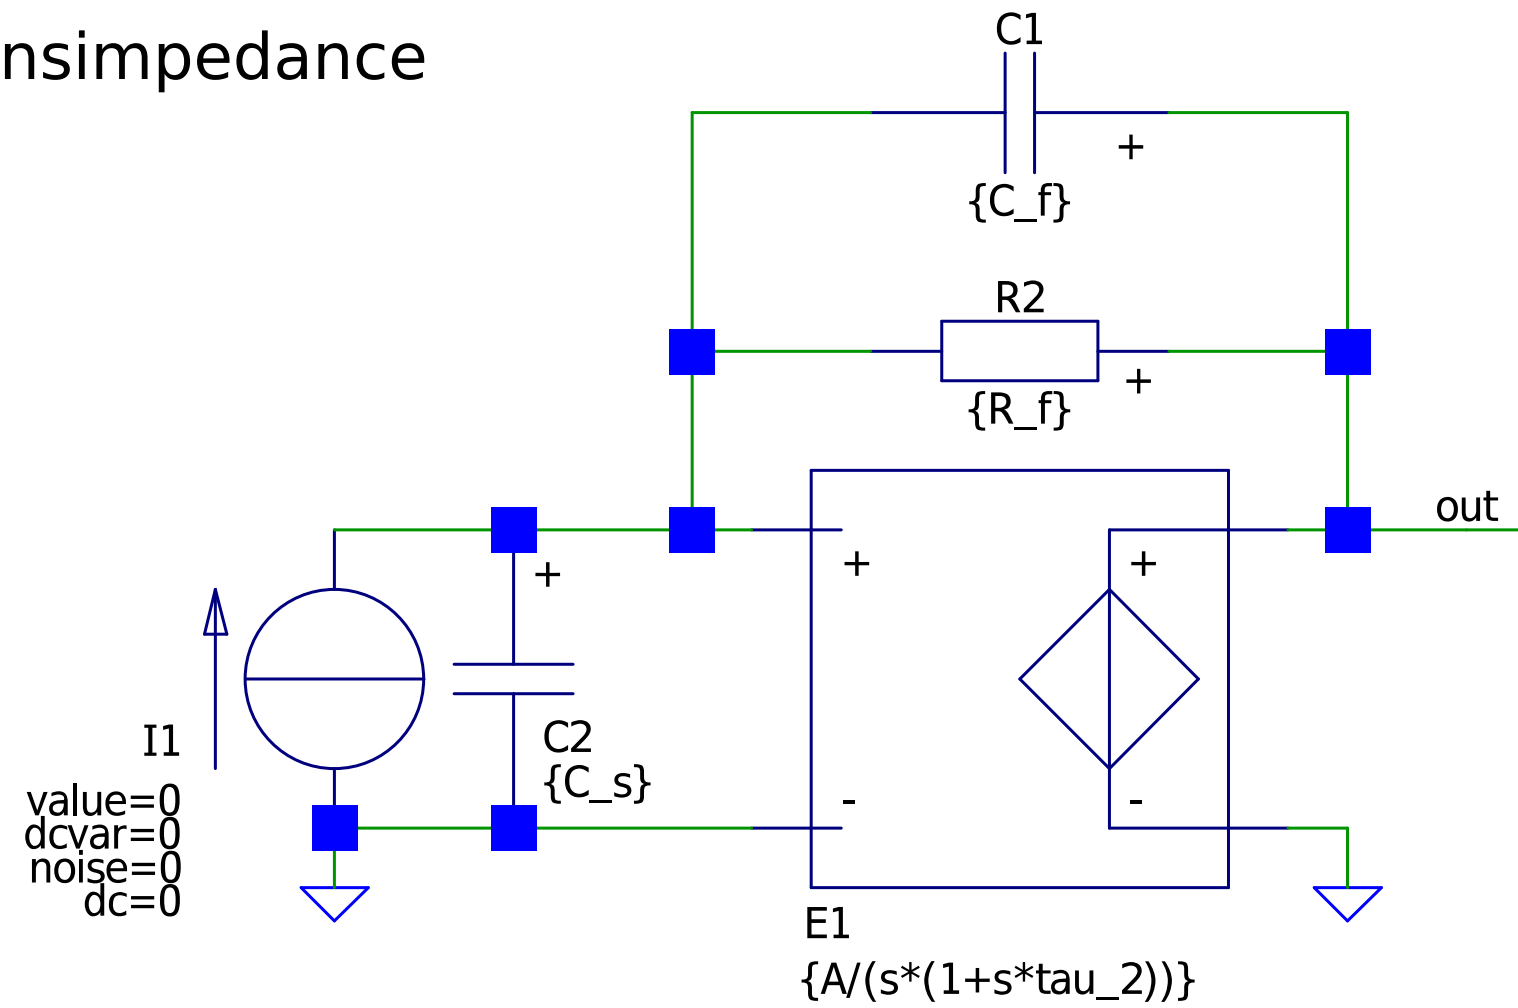 nsimpedance
C1
+
{C_f}
R2
+
{R_f}
out
+
+
+
I1
C2
{C_s}
value=0
dcvar=0
noise=0
dc=0
-
-
E1
{A/(s*(1+s*tau_2))}